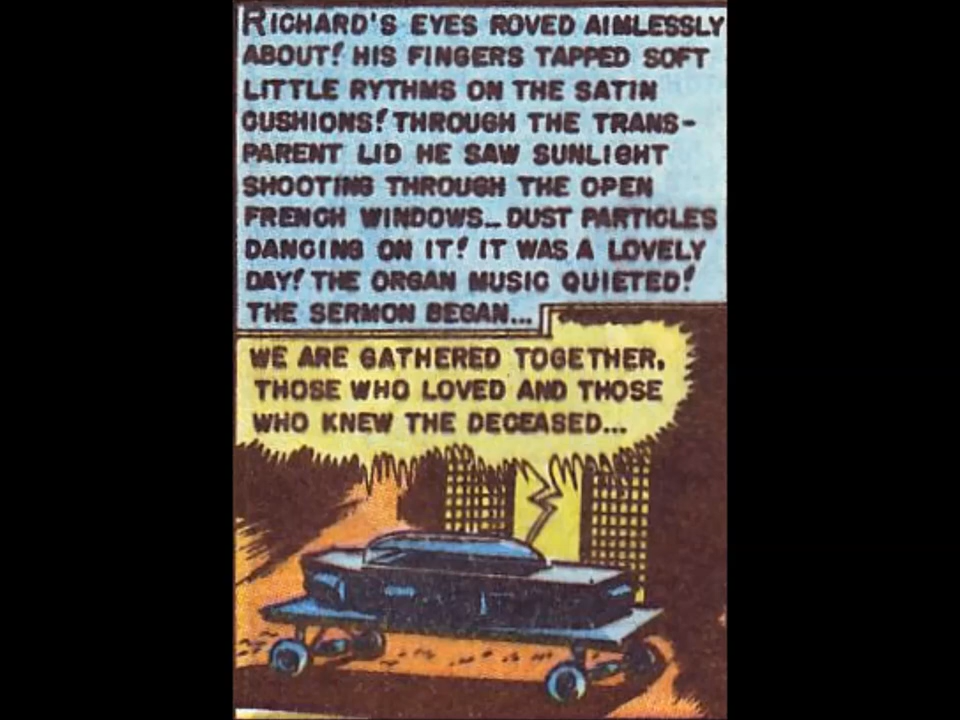 RICHARD'S EYES ROVED AIMLESSLY
ABOUT! HIS FINGERS TAPPED SOFT
LITTLE RYTHMS ON THE SATIN
CUSHIONS! THROUGH THE TRANS-
PARENT LID HE SAW SUNLIGHT
SHOOTING THROUGH THE OPEN
FRENCH WINDOWS... DUST PARTICLES
DANCING ON IT! IT WAS A LOVELY
DAY! THE ORGAN MUSIC QUIETED!
THE SERMON BEGAN...
WE ARE GATHERED TOGETHER,
THOSE WHO LOVED AND THOSE
WHO KNEW THE DECEASED...